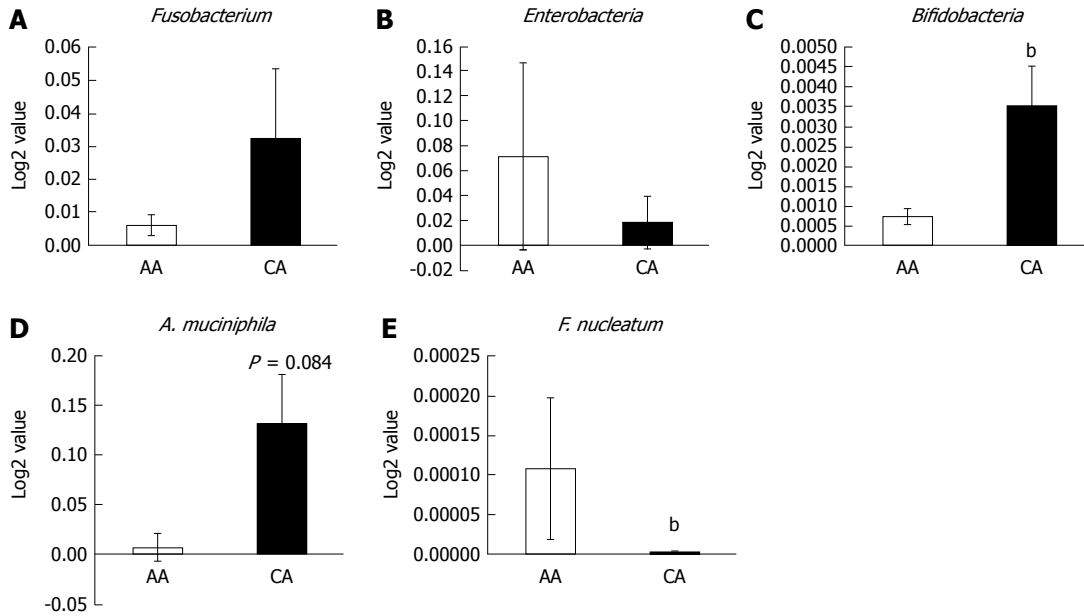 A
Fusobacterium
Log2 value
0.06
0.05
0.04
0.03
0.02
0.01
0.00
AA
CA
B
Enterobacteria
Log2 value
0.16
0.14
0.12
0.10
0.08
0.06
0.04
0.02
0.00
-0.02
AA
CA
C
Bifidobacteria
Log2 value
0.0050
0.0045
0.0040
0.0035
0.0030
0.0025
0.0020
0.0015
0.0010
0.0005
0.0000
b
AA
CA
D
A. muciniphila
Log2 value
0.20
0.15
0.10
0.05
0.00
-0.05
P = 0.084
AA
CA
E
F. nucleatum
Log2 value
0.00025
0.00020
0.00015
0.00010
0.00005
0.00000
b
AA
CA